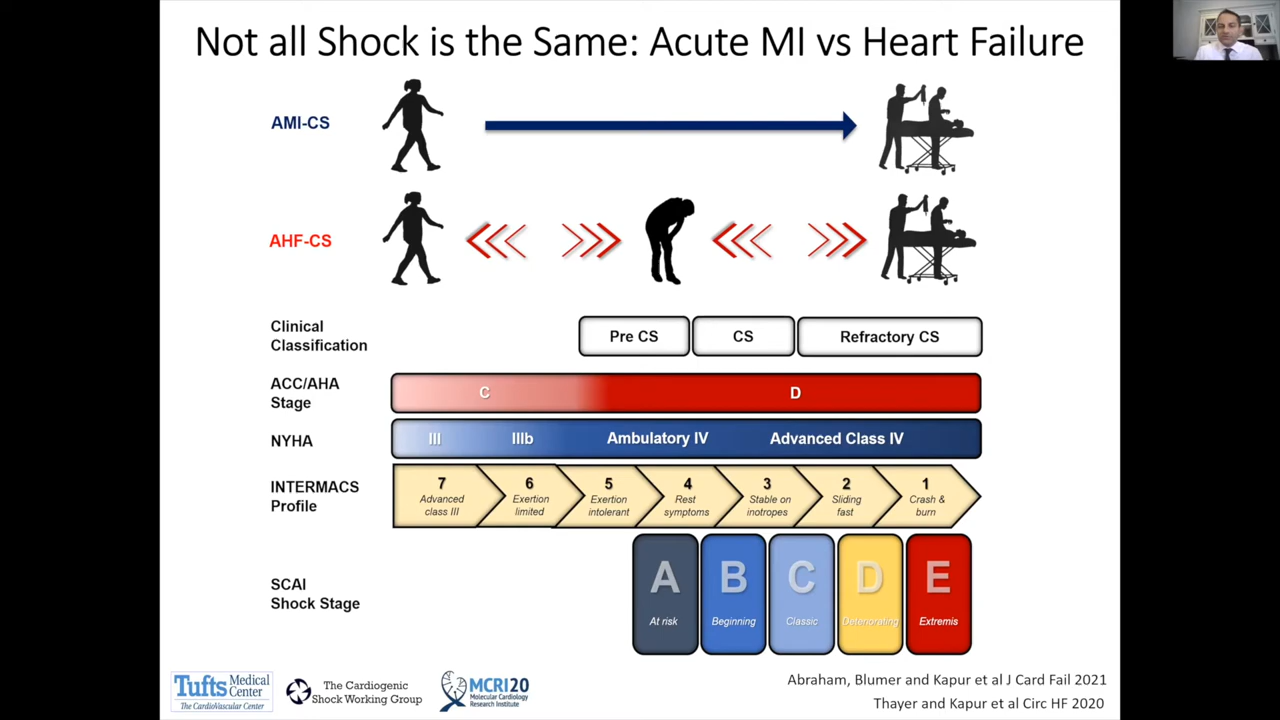 Not all Shock is the Same: Acute MI vs Heart Failure
AMI-CS
AHF-CS
Clinical
Classification
Pre CS
CS
Refractory CS
ACC/AHA
Stage
C
D
NYHA
III
IIIb
Ambulatory IV
Advanced Class IV
INTERMACS
Profile
7
Advanced
class III
6
Exertion
limited
5
Exertion
intolerant
4
Rest
symptoms
3
Stable on
inotropes
2
Sliding
fast
1
Crash &
burn
SCAI
Shock Stage
A
At risk
B
Beginning
C
Classic
D
Deteriorating
E
Extremis
Tufts Medical
Center
The CardioVascular Center
The Cardiogenic
Shock Working Group
MCRI20
Molecular Cardiology
Research Institute
Abraham, Blumer and Kapur et al J Card Fail 2021
Thayer and Kapur et al Circ HF 2020